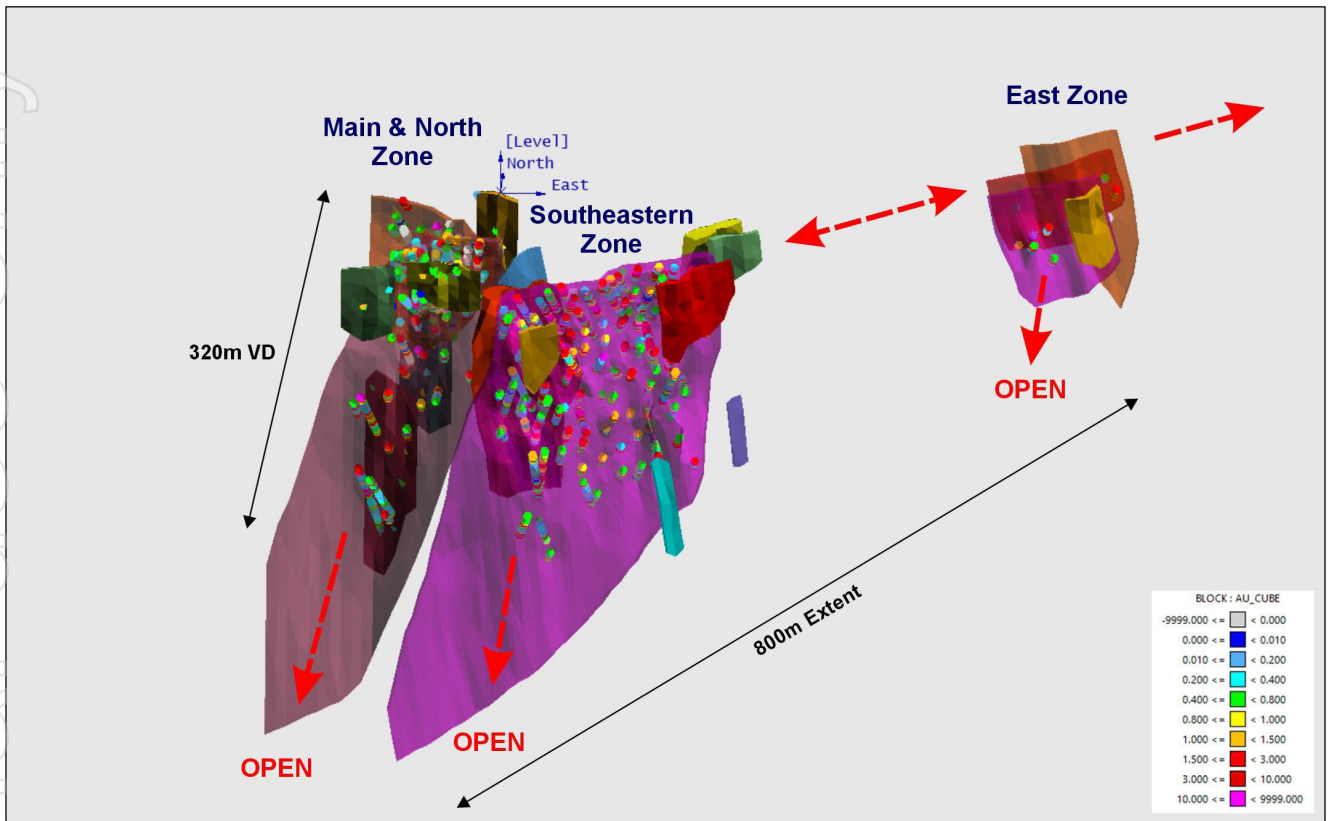 East Zone
Main & North
Zone
[Level]
North
East
Southeastern
Zone
320m VD
OPEN
800m Extent
OPEN
OPEN
BLOCK : AU_CUBE
-9999.000 <= < 0.000
0.000 <= < 0.010
0.010 <= < 0.200
0.200 <= < 0.400
0.400 <= < 0.800
0.800 <= < 1.000
1.000 <= < 1.500
1.500 <= < 3.000
3.000 <= < 10.000
10.000 <= < 9999.000